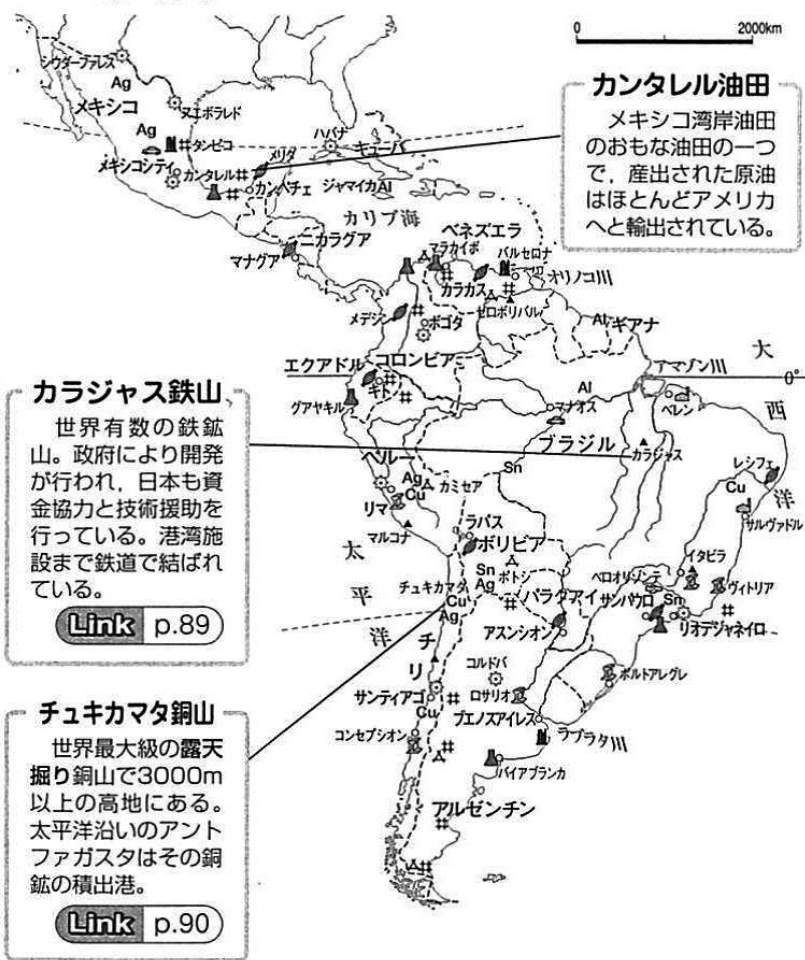 0 2000km
シウダーファレス
Ag
メキシコ
ヌエボラレド
Ag
タンピコ
メキシコシティ
カンタレル
メリダ
カンペチェ
ハバナ
キューバ
ジャマイカ Al
カリブ海
ニカラグア
マナグア
カンタレル油田
メキシコ湾岸油田
のおもな油田の一つ
で，産出された原油
はほとんどアメリカ
へと輸出されている。
ベネズエラ
マラカイボ
バルセロナ
カラカス
オリノコ川
セロボリバル
メデジン
ボゴタ
Al ギアナ
エクアドル
コロンビア
キト
グアヤキル
アマゾン川
0°
大
西
洋
Al
マナオス
ベレン
ブラジル
カラジャス
レシフェ
Cu
サルヴァドル
カラジャス鉄山
世界有数の鉄鉱
山。政府により開発
が行われ，日本も資
金協力と技術援助を
行っている。港湾施
設まで鉄道で結ばれ
ている。
Link p.89
ペルー
Ag
Cu
カミセア
リマ
マルコナ
Sn
ラパス
ボリビア
Sn
Ag
ポトシ
太
平
洋
チュキカマタ
Cu
Ag
パラグアイ
アスンシオン
イタビラ
ベロオリゾンテ
ヴィトリア
サンパウロ
Sn
リオデジャネイロ
ポルトアレグレ
チリ
コルドバ
ロサリオ
サンティアゴ
Cu
ブエノスアイレス
ラプラタ川
コンセプシオン
バイアブランカ
アルゼンチン
チュキカマタ銅山
世界最大級の露天
掘り銅山で3000m
以上の高地にある。
太平洋沿いのアント
ファガスタはその銅
鉱の積出港。
Link p.90